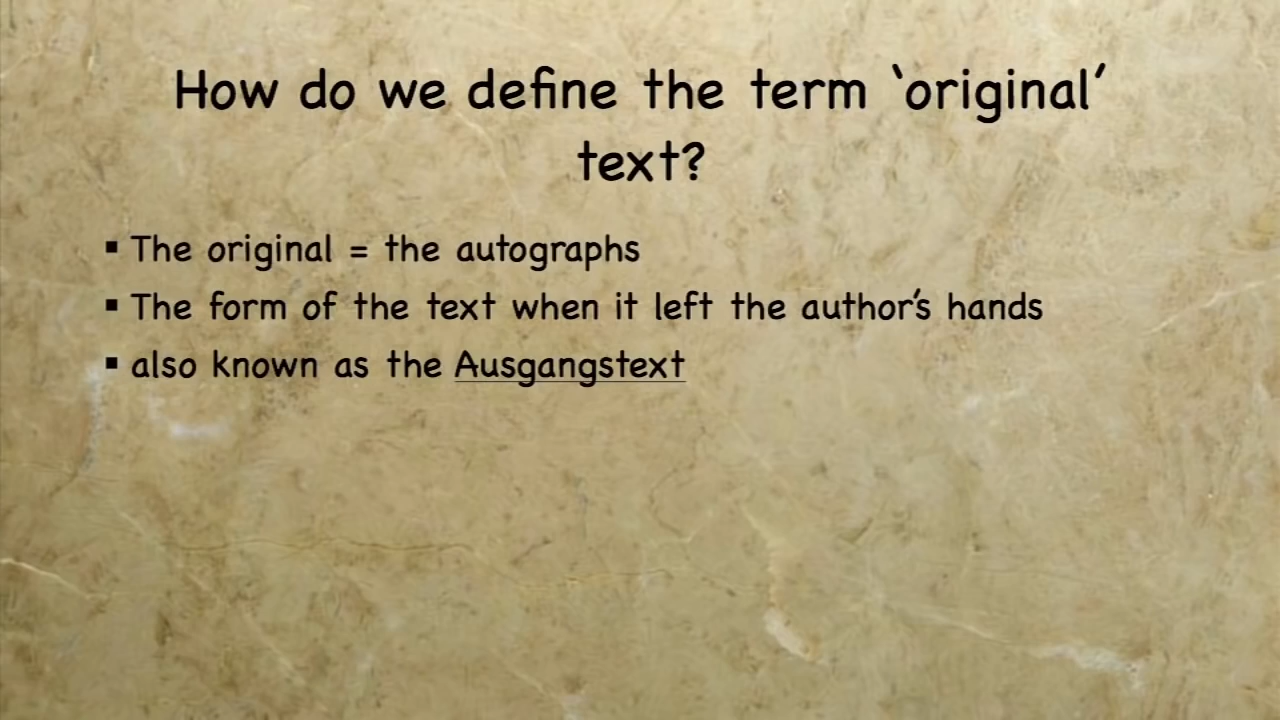 How do we define the term ‘original’
text?
▪ The original = the autographs
▪ The form of the text when it left the author’s hands
▪ also known as the Ausgangstext